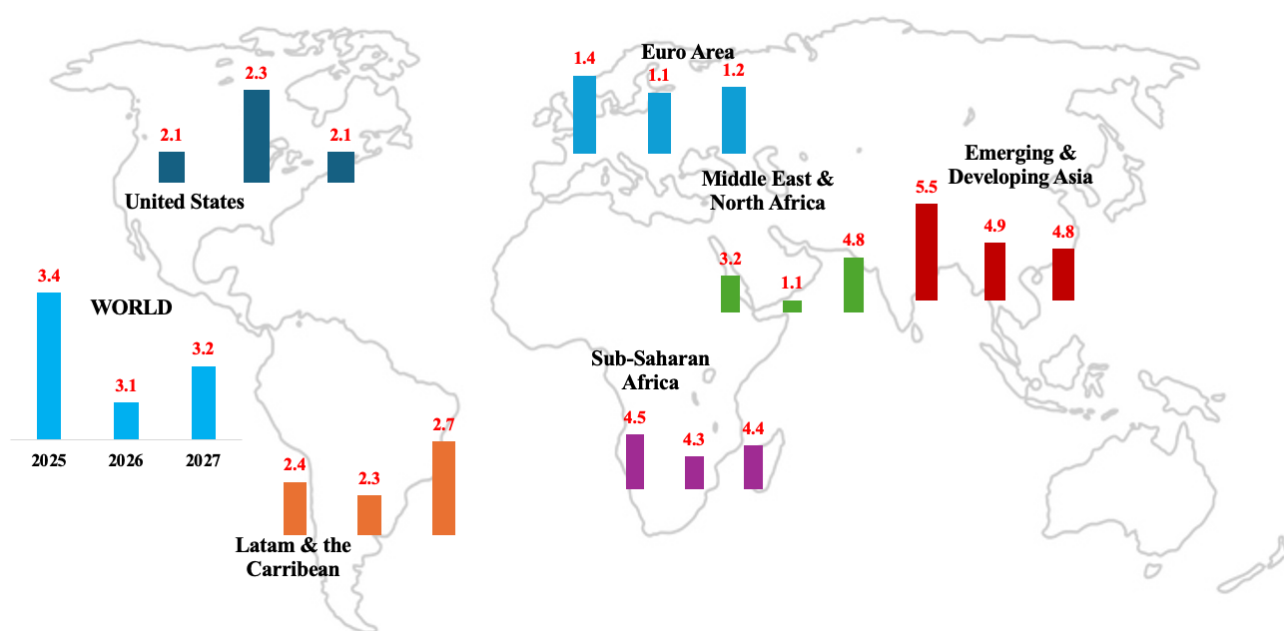 Euro Area
1.4
1.1
1.2
2.1
2.3
2.1
United States
Emerging &
Developing Asia
5.5
4.9
4.8
Middle East &
North Africa
3.2
1.1
4.8
WORLD
3.4
3.1
3.2
2025
2026
2027
Sub-Saharan
Africa
4.5
4.3
4.4
2.4
2.3
2.7
Latam & the
Carribean